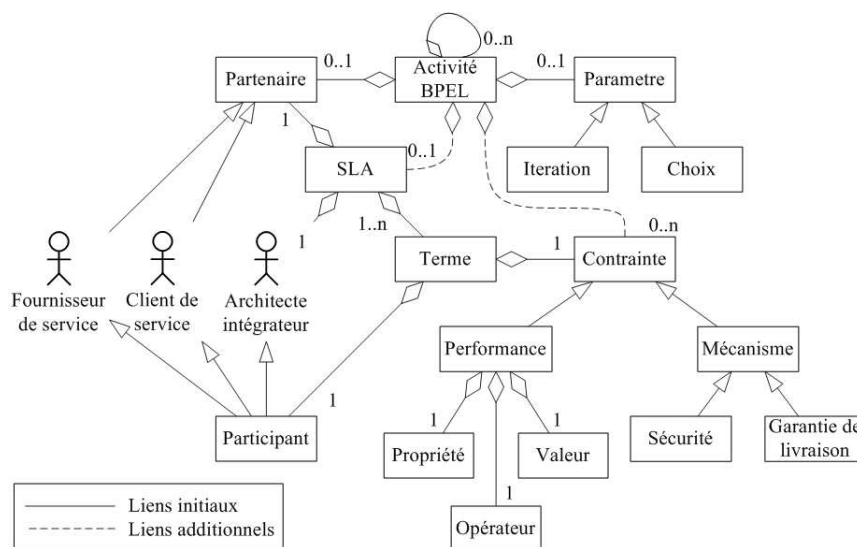 0..n
0..1
Activité
BPEL
0..1
Partenaire
Parametre
1
0..1
SLA
Iteration
Choix
1
1..n
0..n
Terme
1
Contrainte
Fournisseur
de service
Client de
service
Architecte
intégrateur
Performance
Mécanisme
1
1
1
Participant
Propriété
Valeur
Sécurité
Garantie de
livraison
1
Opérateur
Liens initiaux
Liens additionnels